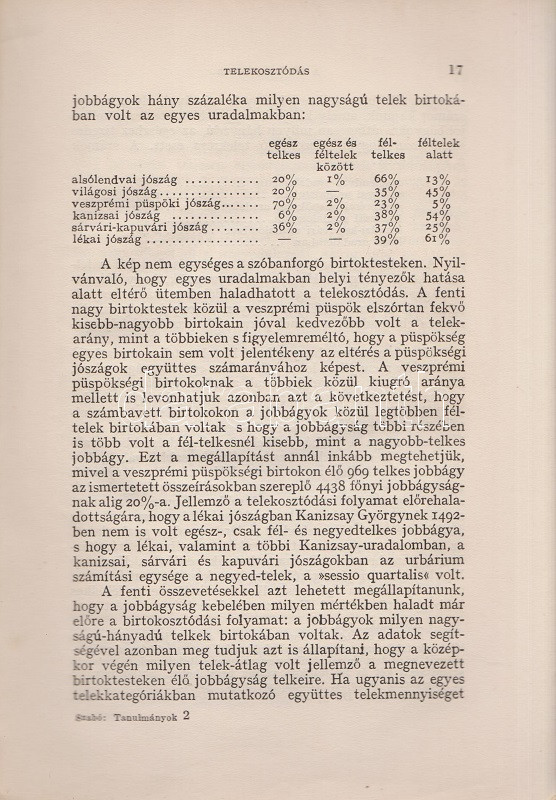 TELEKOSZTÓDÁS 17
jobbágyok hány százaléka milyen nagyságú telek birtoká-
ban volt az egyes uradalmakban:
egész egész és fél- féltelek
telkes féltelek telkes alatt
között
alsólendvai jószág ............ 20% 1% 66% 13%
világosi jószág................. 20% — 35% 45%
veszprémi püspöki jószág...... 70% 2% 23% 5%
kanizsai jószág .............. 6% 2% 38% 54%
sárvári-kapuvári jószág........ 36% 2% 37% 25%
lékai jószág .................. — — 39% 61%
A kép nem egységes a szóbanforgó birtoktesteken. Nyil-
vánváló, hogy egyes uradalmakban helyi tényezők hatása
alatt eltérő ütemben haladhatott a telekosztódás. A fenti
nagy birtoktestek közül a veszprémi püspök elszórtan fekvő
kisebb-nagyobb birtokain jóval kedvezőbb volt a telek-
arány, mint a többieken s figyelemreméltó, hogy a püspökség
egyes birtokain sem volt jelentékeny az eltérés a püspökségi
jószágok együttes számarányához képest. A veszprémi
püspökségi birtokoknak a többiek közül kiugró aránya
mellett is levonhatjuk azonban azt a következtetést, hogy
a számbavett birtokokon a jobbágyok közül legtöbben fél-
telek birtokában voltak s hogy a jobbágyság többi részében
is több volt a fél-telkesnél kisebb, mint a nagyobb-telkes
jobbágy. Ezt a megállapítást annál inkább megtehetjük,
mivel a veszprémi püspökségi birtokon élő 969 telkes jobbágy
az ismertetett összeírásokban szereplő 4438 főnyi jobbágyság-
nak alig 20%-a. Jellemző a telekosztódási folyamat előrehala-
dottságára, hogy a lékai jószágban Kanizsay Györgynek 1492-
ben nem is volt egész-, csak fél- és negyedtelkes jobbágya,
s hogy a lékai, valamint a többi Kanizsay-uradalomban, a
kanizsai, sárvári és kapuvári jószágokban az urbárium
számítási egysége a negyed-telek, a »sessio quartalis« volt.
A fenti összevetésekkel azt lehetett megállapítanunk,
hogy a jobbágyság kebelében milyen mértékben haladt már
előre a birtokosztódási folyamat: a jobbágyok milyen nagy-
ságú-hányadú telkek birtokában voltak. Az adatok segít-
ségével azonban meg tudjuk azt is állapítani, hogy a közép-
kor végén milyen telek-átlag volt jellemző a megnevezett
birtoktesteken élő jobbágyság telkeire. Ha ugyanis az egyes
telekkategóriákban mutatkozó együttes telekmennyiséget
Szabó: Tanulmányok 2